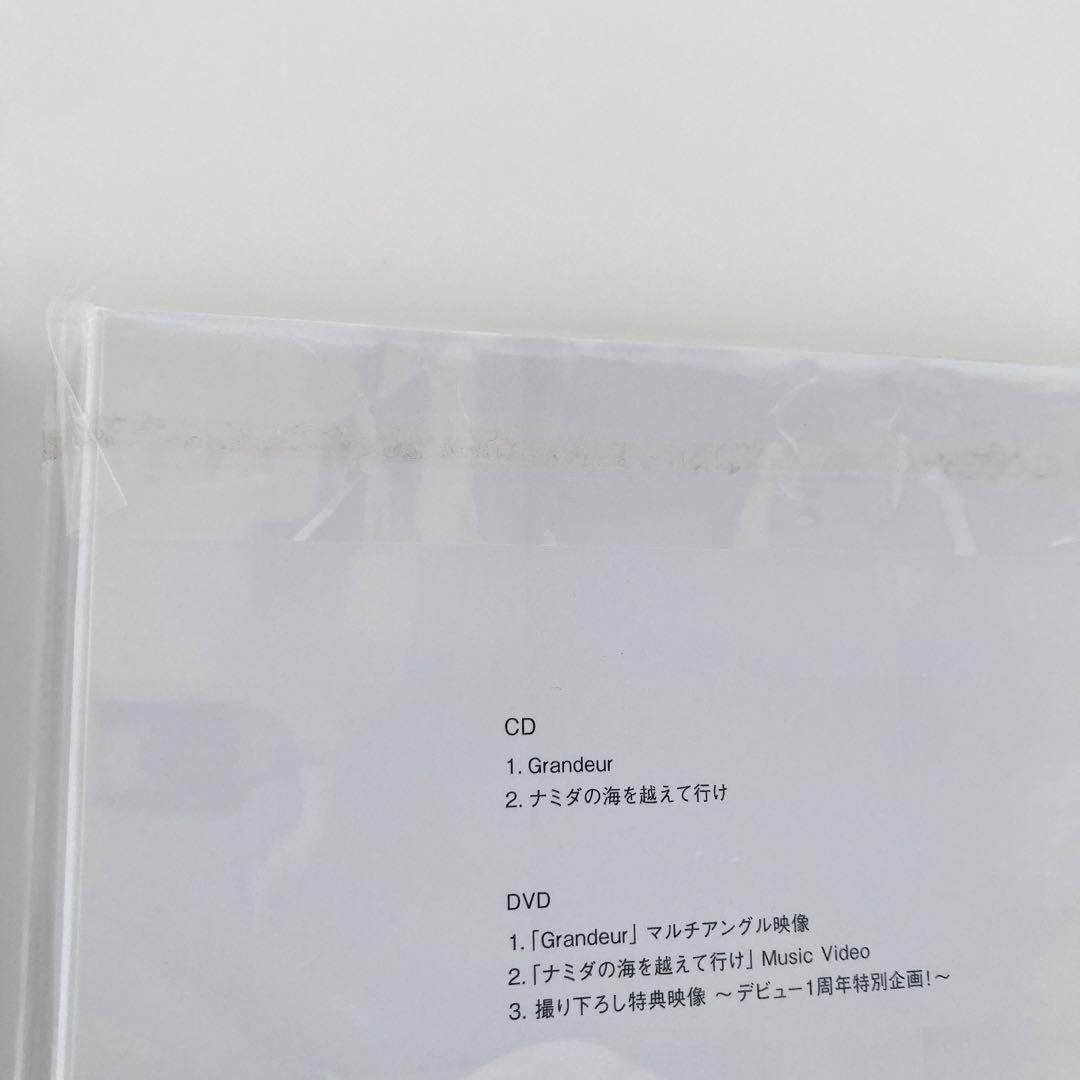 CD
1. Grandeur
2. ナミダの海を越えて行け
DVD
1.「Grandeur」マルチアングル映像
2.「ナミダの海を越えて行け」Music Video
3. 撮り下ろし特典映像 ～デビュー1周年特別企画!～